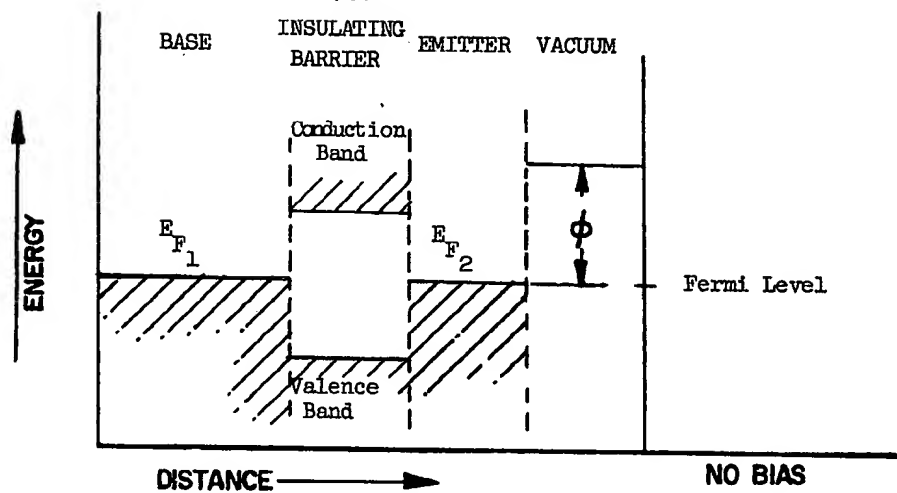 BASE
INSULATING
BARRIER
EMITTER
VACUUM
Conduction
Band
E F1
E F2
ϕ
Fermi Level
Valence
Band
ENERGY
DISTANCE
NO BIAS